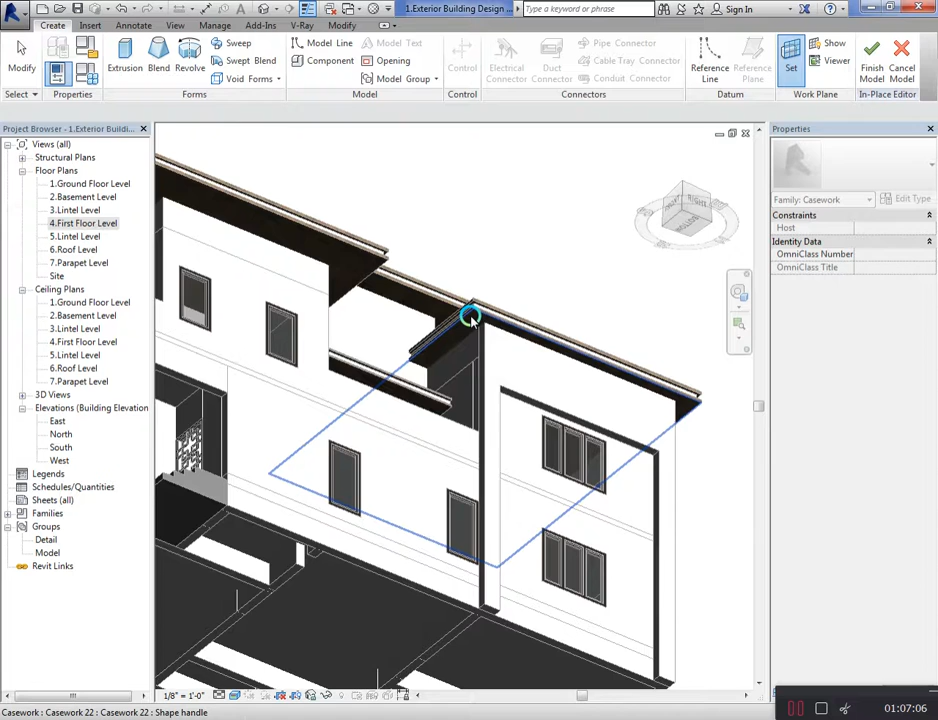 1.Exterior Building Design ...
Type a keyword or phrase
Sign In
Create Insert Annotate View Manage Add-Ins V-Ray Modify
Modify
Select
Properties
Extrusion Blend Revolve
Sweep
Swept Blend
Void Forms
Forms
Model Line
Component
Model Text
Opening
Model Group
Model
Control
Control
Electrical Connector
Duct Connector
Pipe Connector
Cable Tray Connector
Conduit Connector
Connectors
Reference Line
Reference Plane
Datum
Set
Show
Viewer
Work Plane
Finish Model
Cancel Model
In-Place Editor
Project Browser - 1.Exterior Buildi...
Views (all)
Structural Plans
Floor Plans
1.Ground Floor Level
2.Basement Level
3.Lintel Level
4.First Floor Level
5.Lintel Level
6.Roof Level
7.Parapet Level
Site
Ceiling Plans
1.Ground Floor Level
2.Basement Level
3.Lintel Level
4.First Floor Level
5.Lintel Level
6.Roof Level
7.Parapet Level
3D Views
Elevations (Building Elevation
East
North
South
West
Legends
Schedules/Quantities
Sheets (all)
Families
Groups
Detail
Model
Revit Links
RIGHT
BOTTOM
Properties
Family: Casework
Edit Type
Constraints
Host
Identity Data
OmniClass Number
OmniClass Title
1/8" = 1'-0"
Casework : Casework 22 : Casework 22 : Shape handle
01:07:06